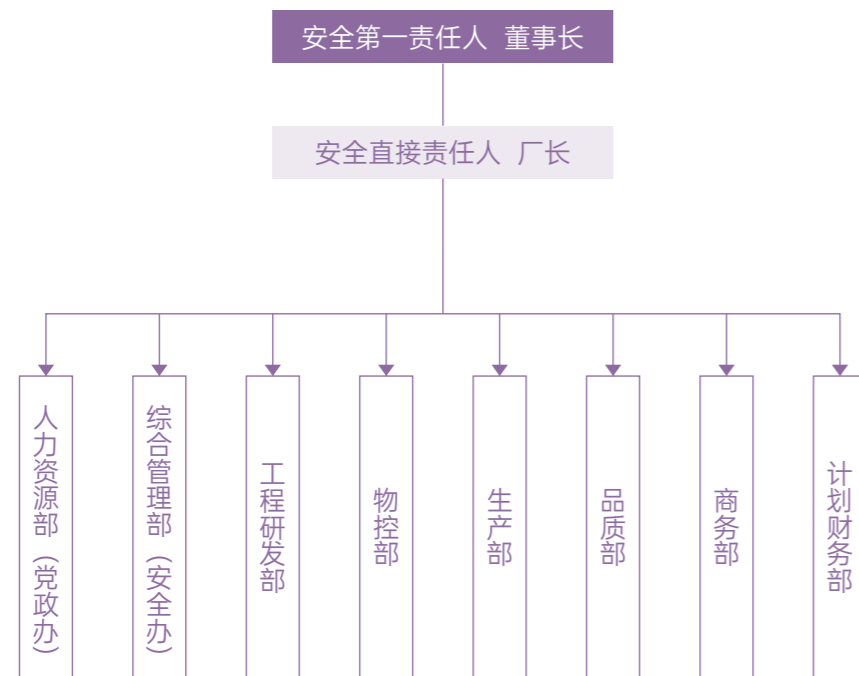 安全第一责任人 董事长
安全直接责任人 厂长
人力资源部（党政办）
综合管理部（安全办）
工程研发部
物控部
生产部
品质部
商务部
计划财务部